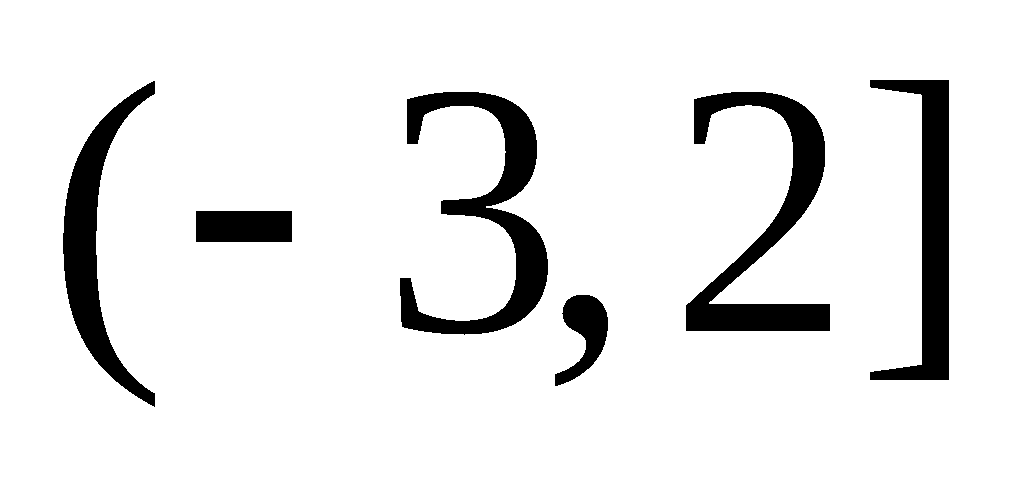 (- 3, 2]